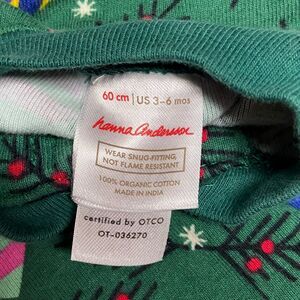 60 cm | US 3-6 mos
hanna andersson
WEAR SNUG-FITTING,
NOT FLAME RESISTANT
100% ORGANIC COTTON
MADE IN INDIA
certified by OTCO
OT-036270